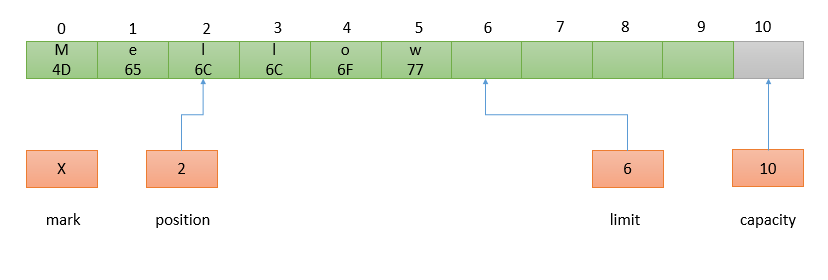 0 1 2 3 4 5 6 7 8 9 10
M e l l o w
4D 65 6C 6C 6F 77
X 2 6 10
mark position limit capacity